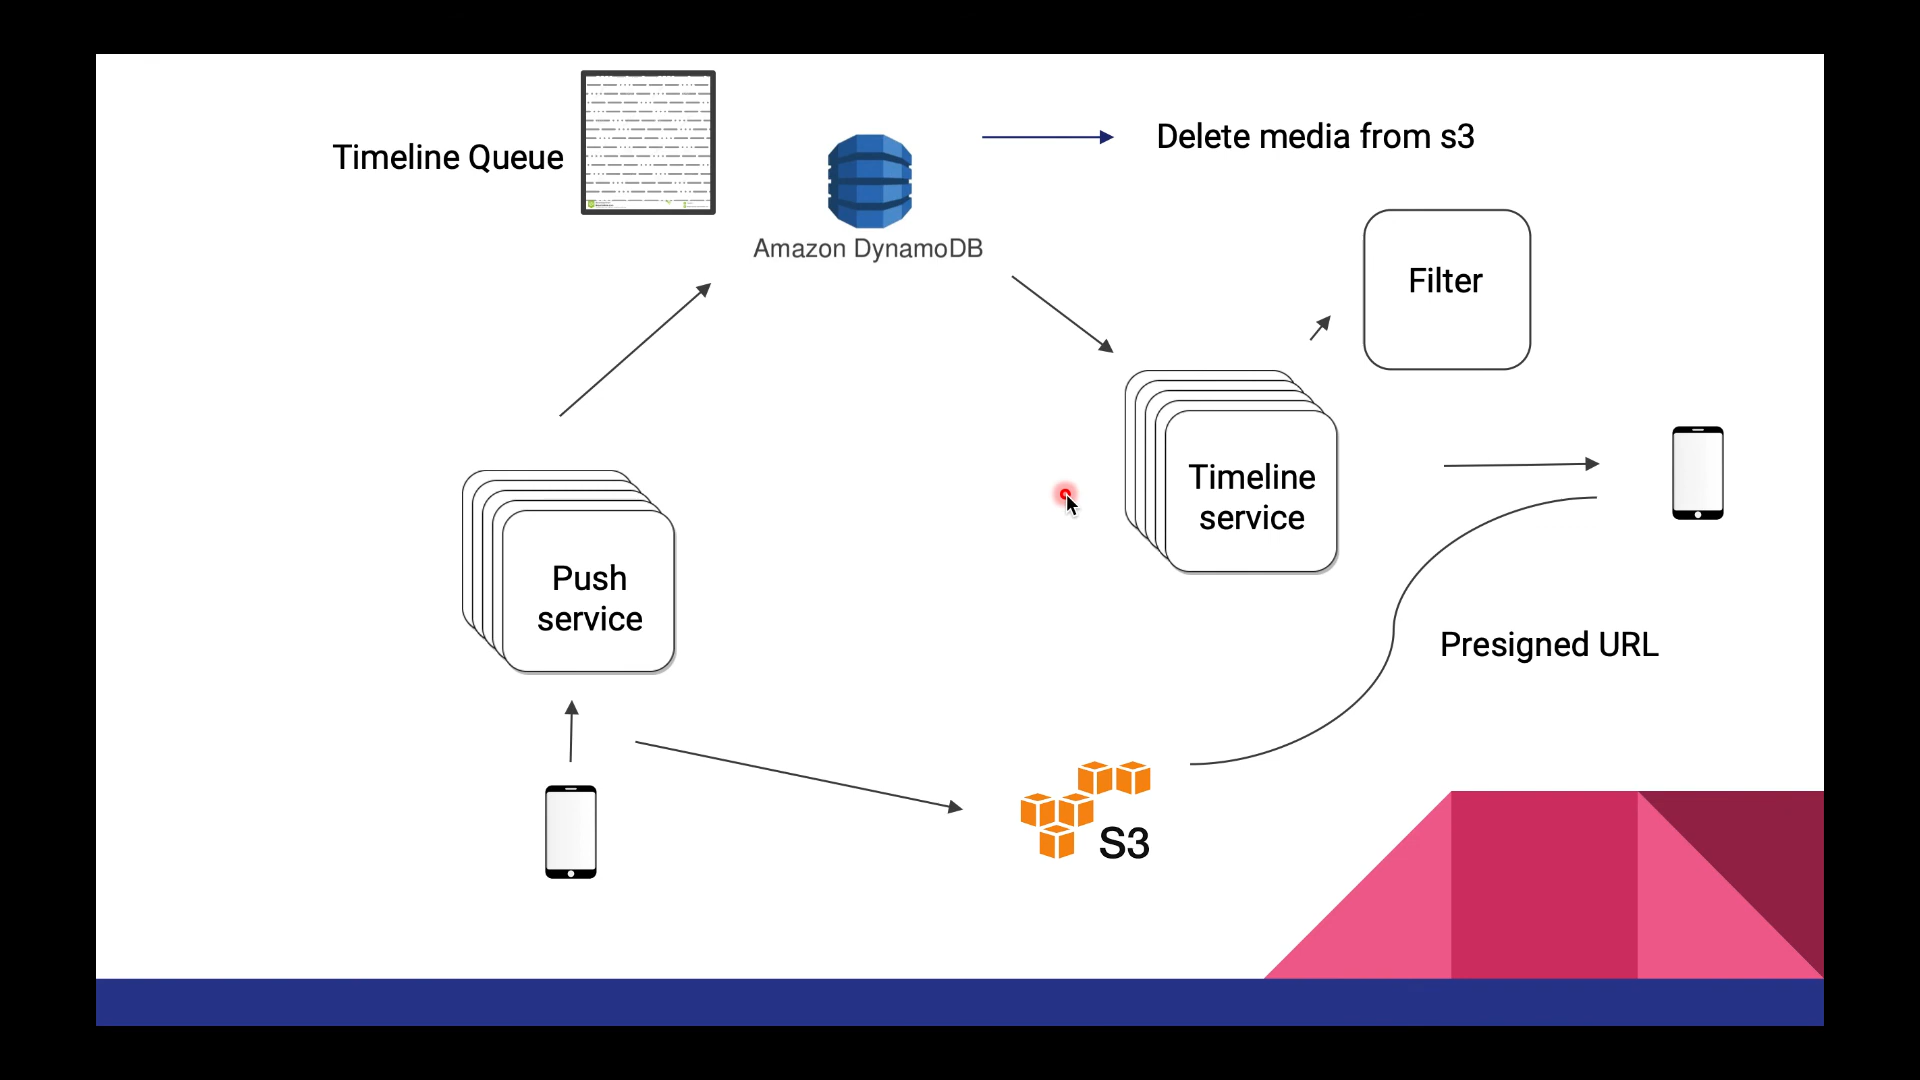 Timeline Queue
Amazon DynamoDB
Delete media from s3
Filter
Timeline
service
Push
service
Presigned URL
S3